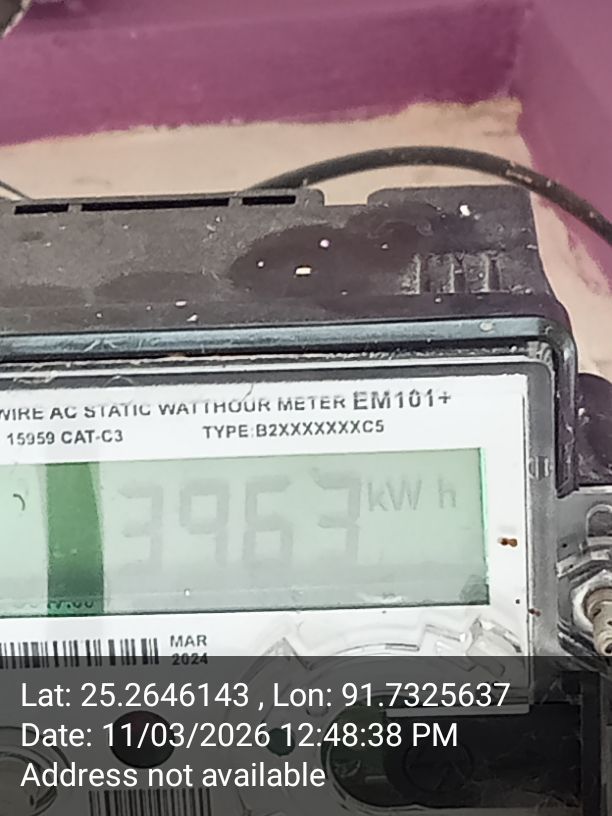 WIRE AC STATIC WATTHOUR METER EM101+
15959 CAT-C3 TYPE:B2XXXXXXXC5
3963 kW h
MAR
2024
Lat: 25.2646143 , Lon: 91.7325637
Date: 11/03/2026 12:48:38 PM
Address not available